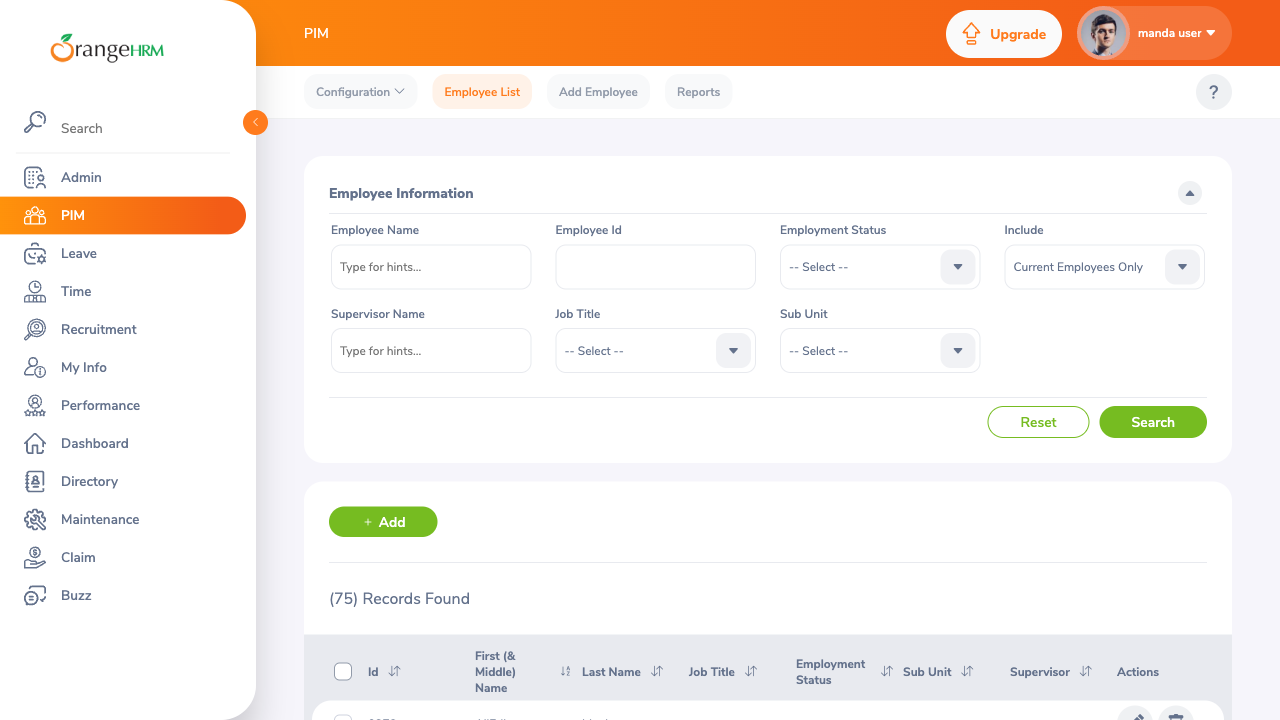 OrangeHRM
PIM
Upgrade
manda user
Configuration
Employee List
Add Employee
Reports
?
Search
Admin
PIM
Leave
Time
Recruitment
My Info
Performance
Dashboard
Directory
Maintenance
Claim
Buzz
Employee Information
Employee Name
Employee Id
Employment Status
Include
Type for hints...
-- Select --
Current Employees Only
Supervisor Name
Job Title
Sub Unit
Type for hints...
-- Select --
-- Select --
Reset
Search
+ Add
(75) Records Found
Id
First (& Middle) Name
Last Name
Job Title
Employment Status
Sub Unit
Supervisor
Actions